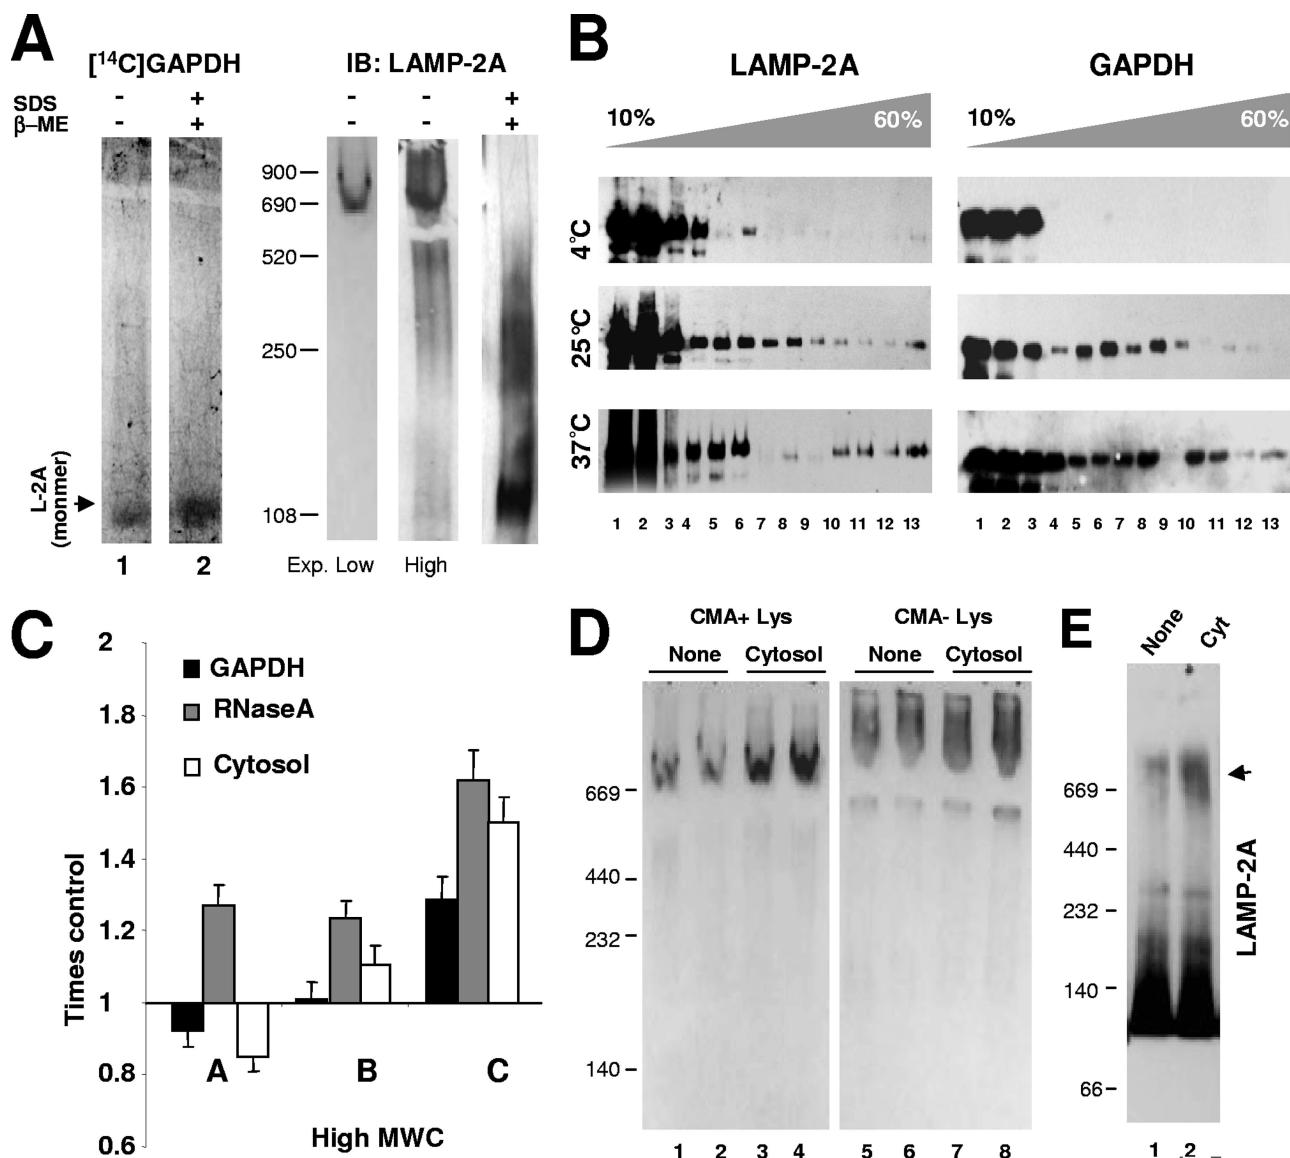 A
[14C]GAPDH
IB: LAMP-2A
SDS - + - - +
β–ME - + - - +
900
690
520
250
108
L-2A
(monmer)
1 2
Exp. Low High
B
LAMP-2A
GAPDH
10% 60%
10% 60%
4°C
25°C
37°C
1 2 3 4 5 6 7 8 9 10 11 12 13
1 2 3 4 5 6 7 8 9 10 11 12 13
C
2
1.8
1.6
1.4
1.2
1
0.8
0.6
Times control
GAPDH
RNaseA
Cytosol
A B C
High MWC
D
CMA+ Lys
CMA- Lys
None Cytosol
None Cytosol
669
440
232
140
1 2 3 4
5 6 7 8
E
None Cyt
669
440
232
140
66
LAMP-2A
1 2